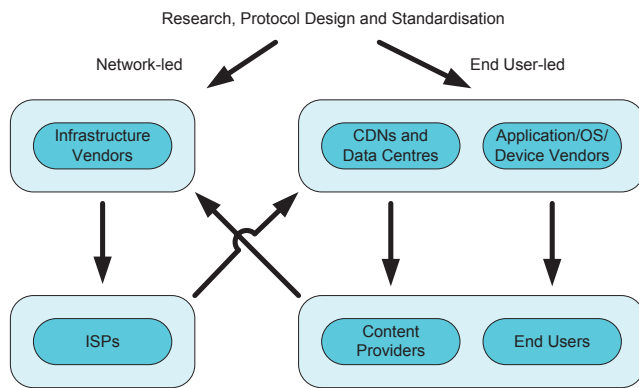 Research, Protocol Design and Standardisation
Network-led
End User-led
Infrastructure
Vendors
CDNs and
Data Centres
Application/OS/
Device Vendors
ISPs
Content
Providers
End Users